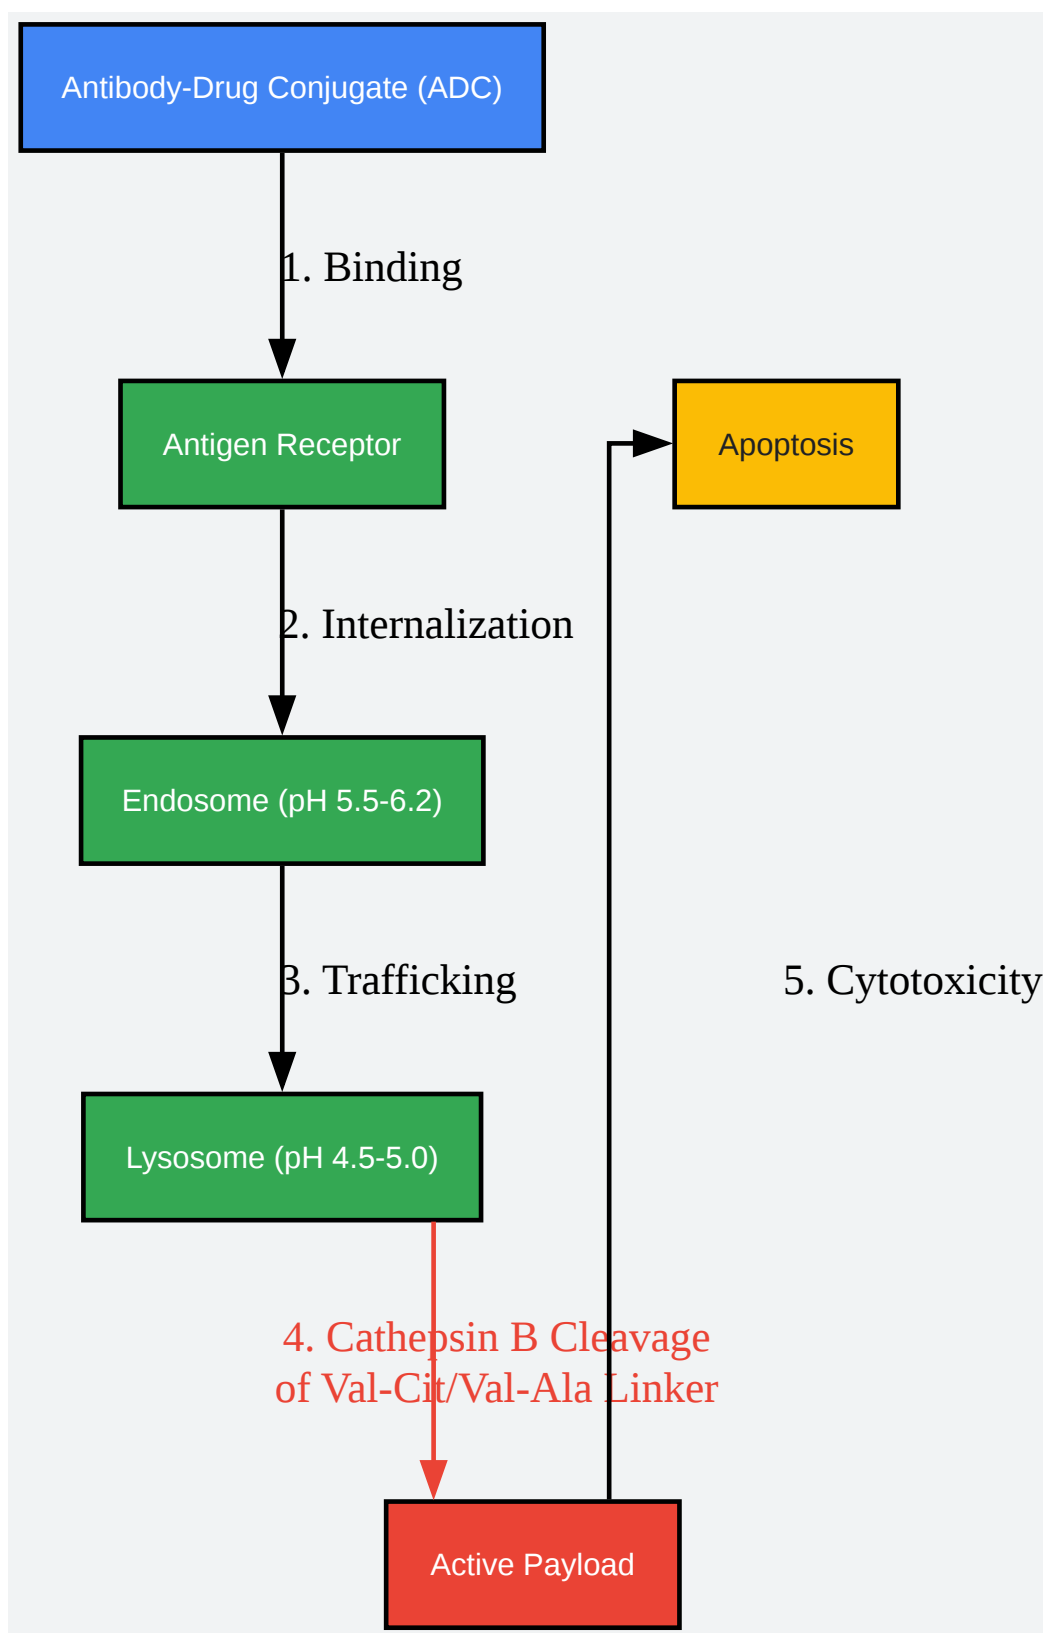 Antibody-Drug Conjugate (ADC)
1. Binding
Antigen Receptor
Apoptosis
2. Internalization
Endosome (pH 5.5-6.2)
3. Trafficking
5. Cytotoxicity
Lysosome (pH 4.5-5.0)
4. Cathepsin B Cleavage
of Val-Cit/Val-Ala Linker
Active Payload